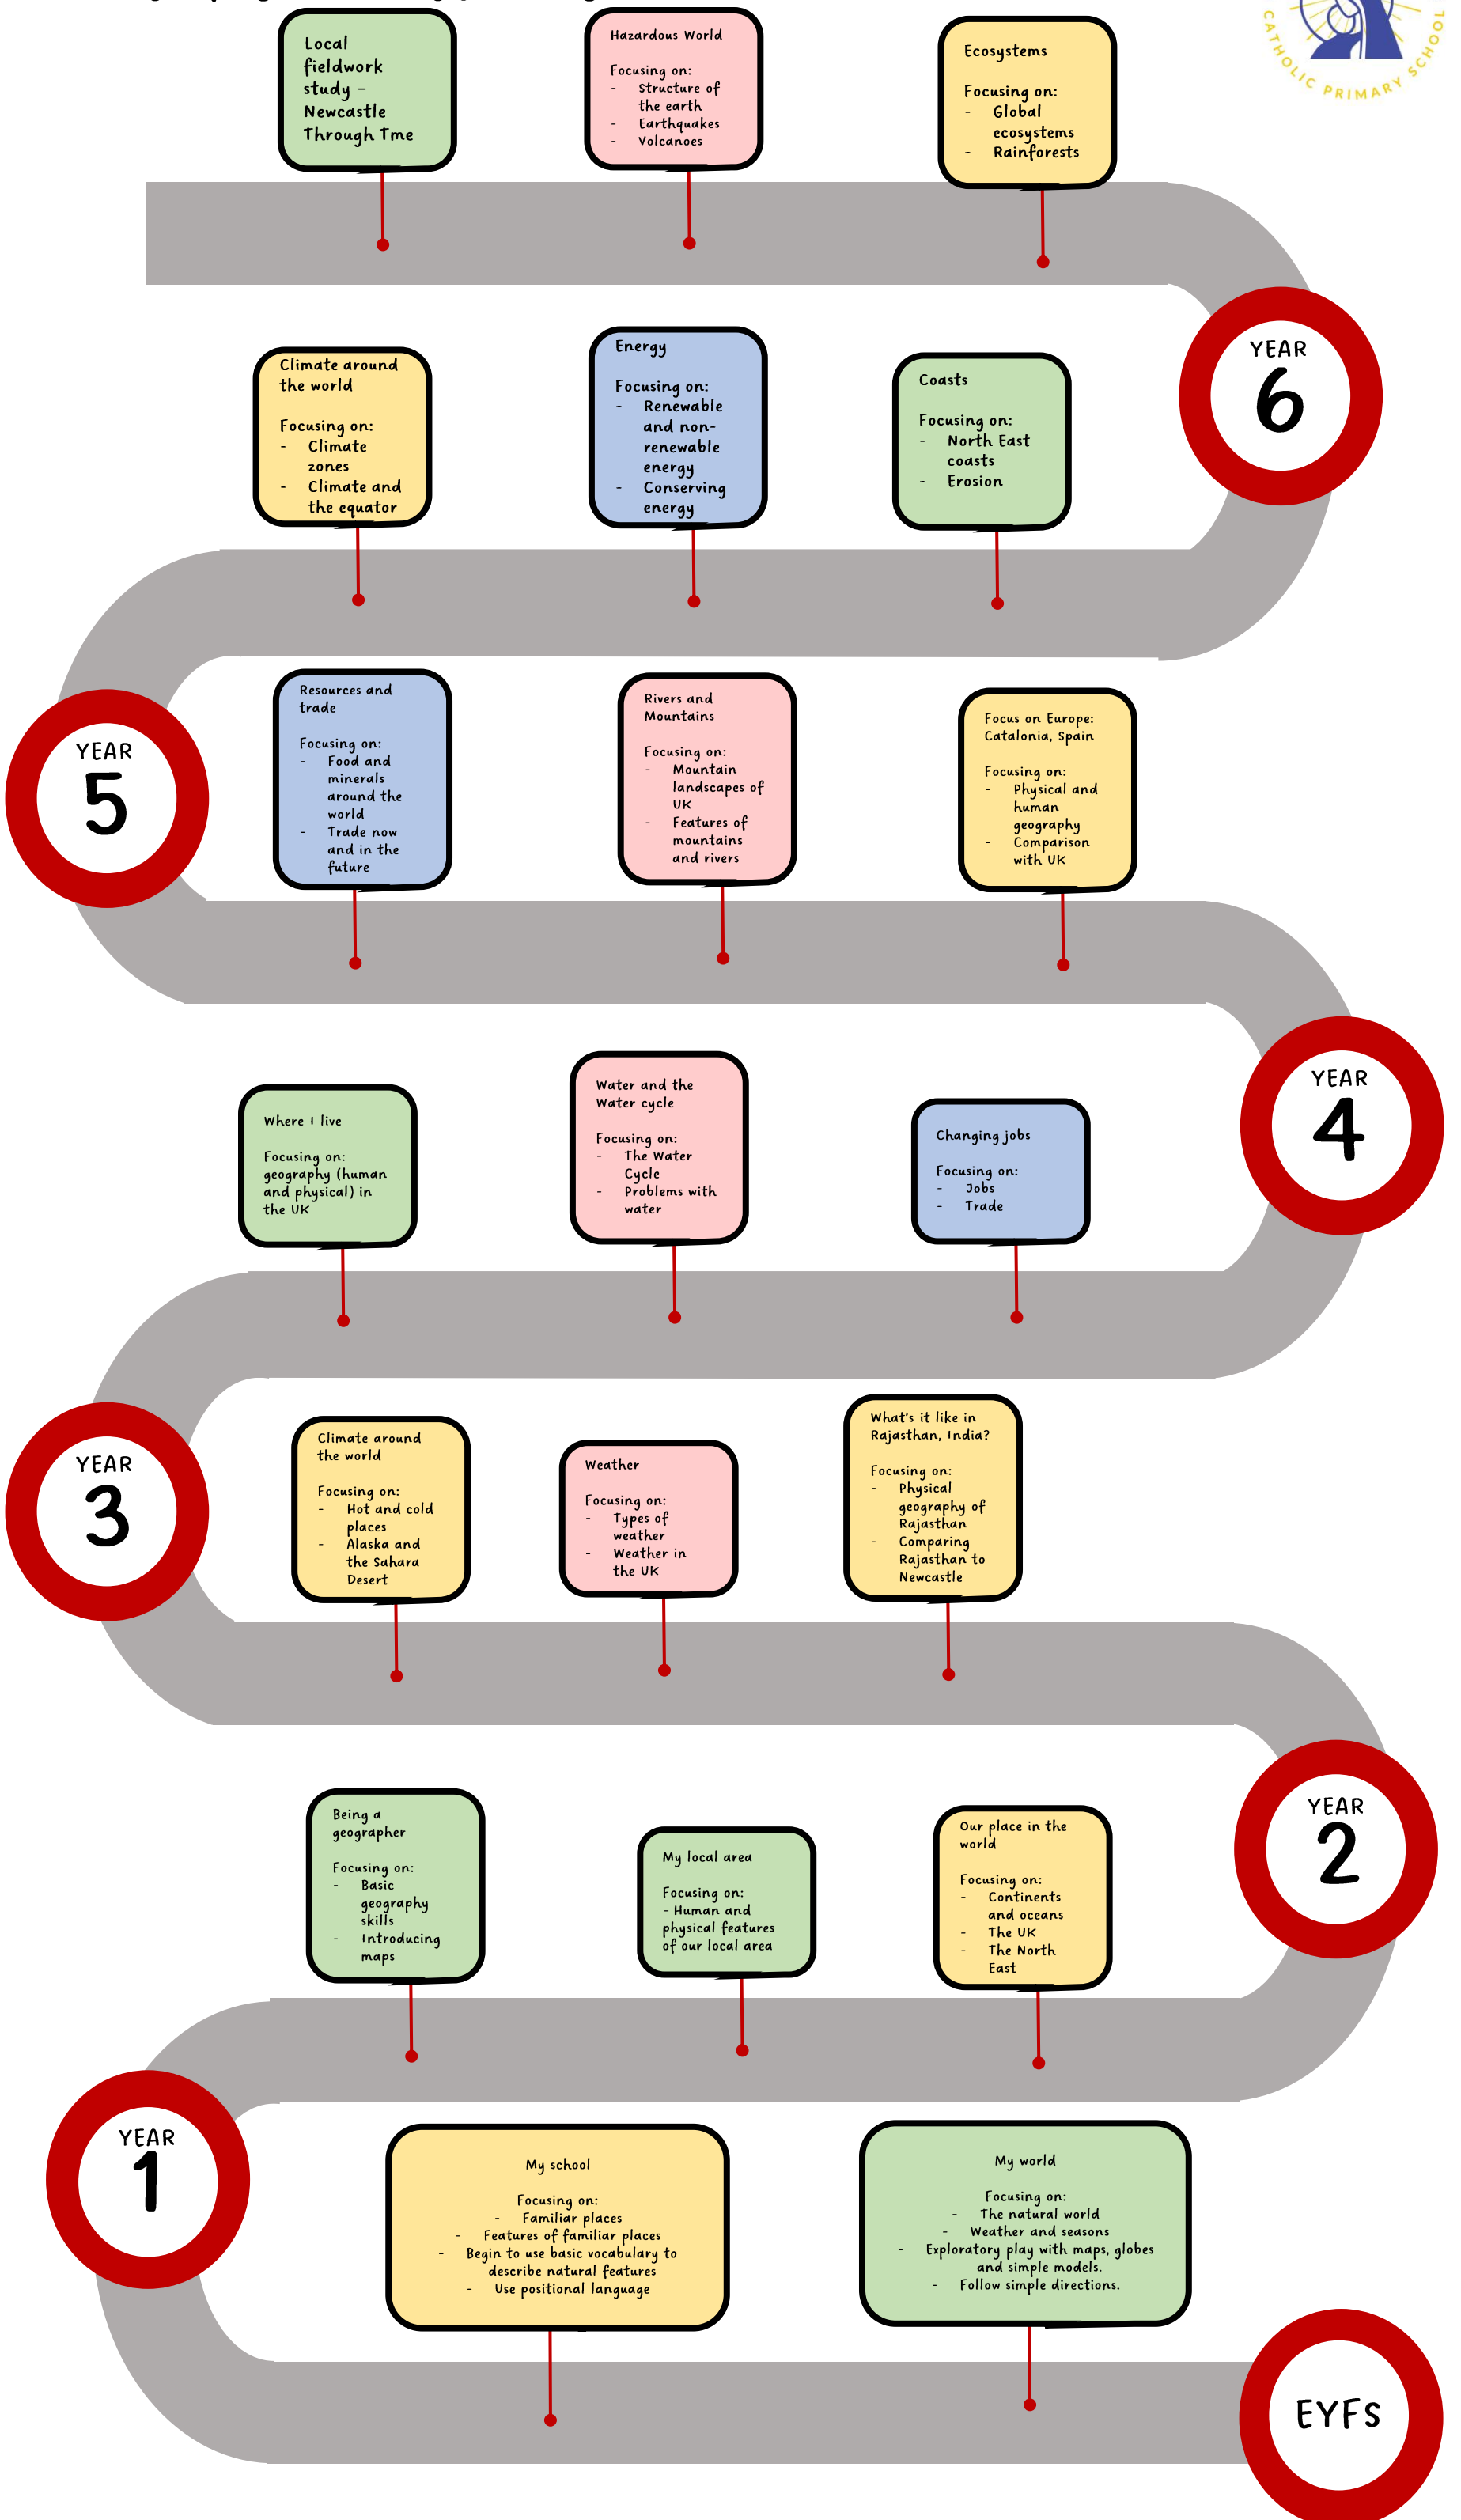 Local
fieldwork
study –
Newcastle
Through Tme
Hazardous World
Focusing on:
- Structure of
the earth
- Earthquakes
- Volcanoes
Ecosystems
Focusing on:
- Global
ecosystems
- Rainforests
CATHOLIC PRIMARY SCHOOL
YEAR
6
Climate around
the world
Focusing on:
- Climate
zones
- Climate and
the equator
Energy
Focusing on:
- Renewable
and non-
renewable
energy
- Conserving
energy
Coasts
Focusing on:
- North East
coasts
- Erosion
YEAR
5
Resources and
trade
Focusing on:
- Food and
minerals
around the
world
- Trade now
and in the
future
Rivers and
Mountains
Focusing on:
- Mountain
landscapes of
UK
- Features of
mountains
and rivers
Focus on Europe:
Catalonia, Spain
Focusing on:
- Physical and
human
geography
- Comparison
with UK
YEAR
4
Where I live
Focusing on:
geography (human
and physical) in
the UK
Water and the
Water cycle
Focusing on:
- The Water
Cycle
- Problems with
water
Changing jobs
Focusing on:
- Jobs
- Trade
YEAR
3
Climate around
the world
Focusing on:
- Hot and cold
places
- Alaska and
the Sahara
Desert
Weather
Focusing on:
- Types of
weather
- Weather in
the UK
What's it like in
Rajasthan, India?
Focusing on:
- Physical
geography of
Rajasthan
- Comparing
Rajasthan to
Newcastle
YEAR
2
Being a
geographer
Focusing on:
- Basic
geography
skills
- Introducing
maps
My local area
Focusing on:
- Human and
physical features
of our local area
Our place in the
world
Focusing on:
- Continents
and oceans
- The UK
- The North
East
YEAR
1
My school
Focusing on:
- Familiar places
- Features of familiar places
- Begin to use basic vocabulary to
describe natural features
- Use positional language
My world
Focusing on:
- The natural world
- Weather and seasons
- Exploratory play with maps, globes
and simple models.
- Follow simple directions.
EYFS